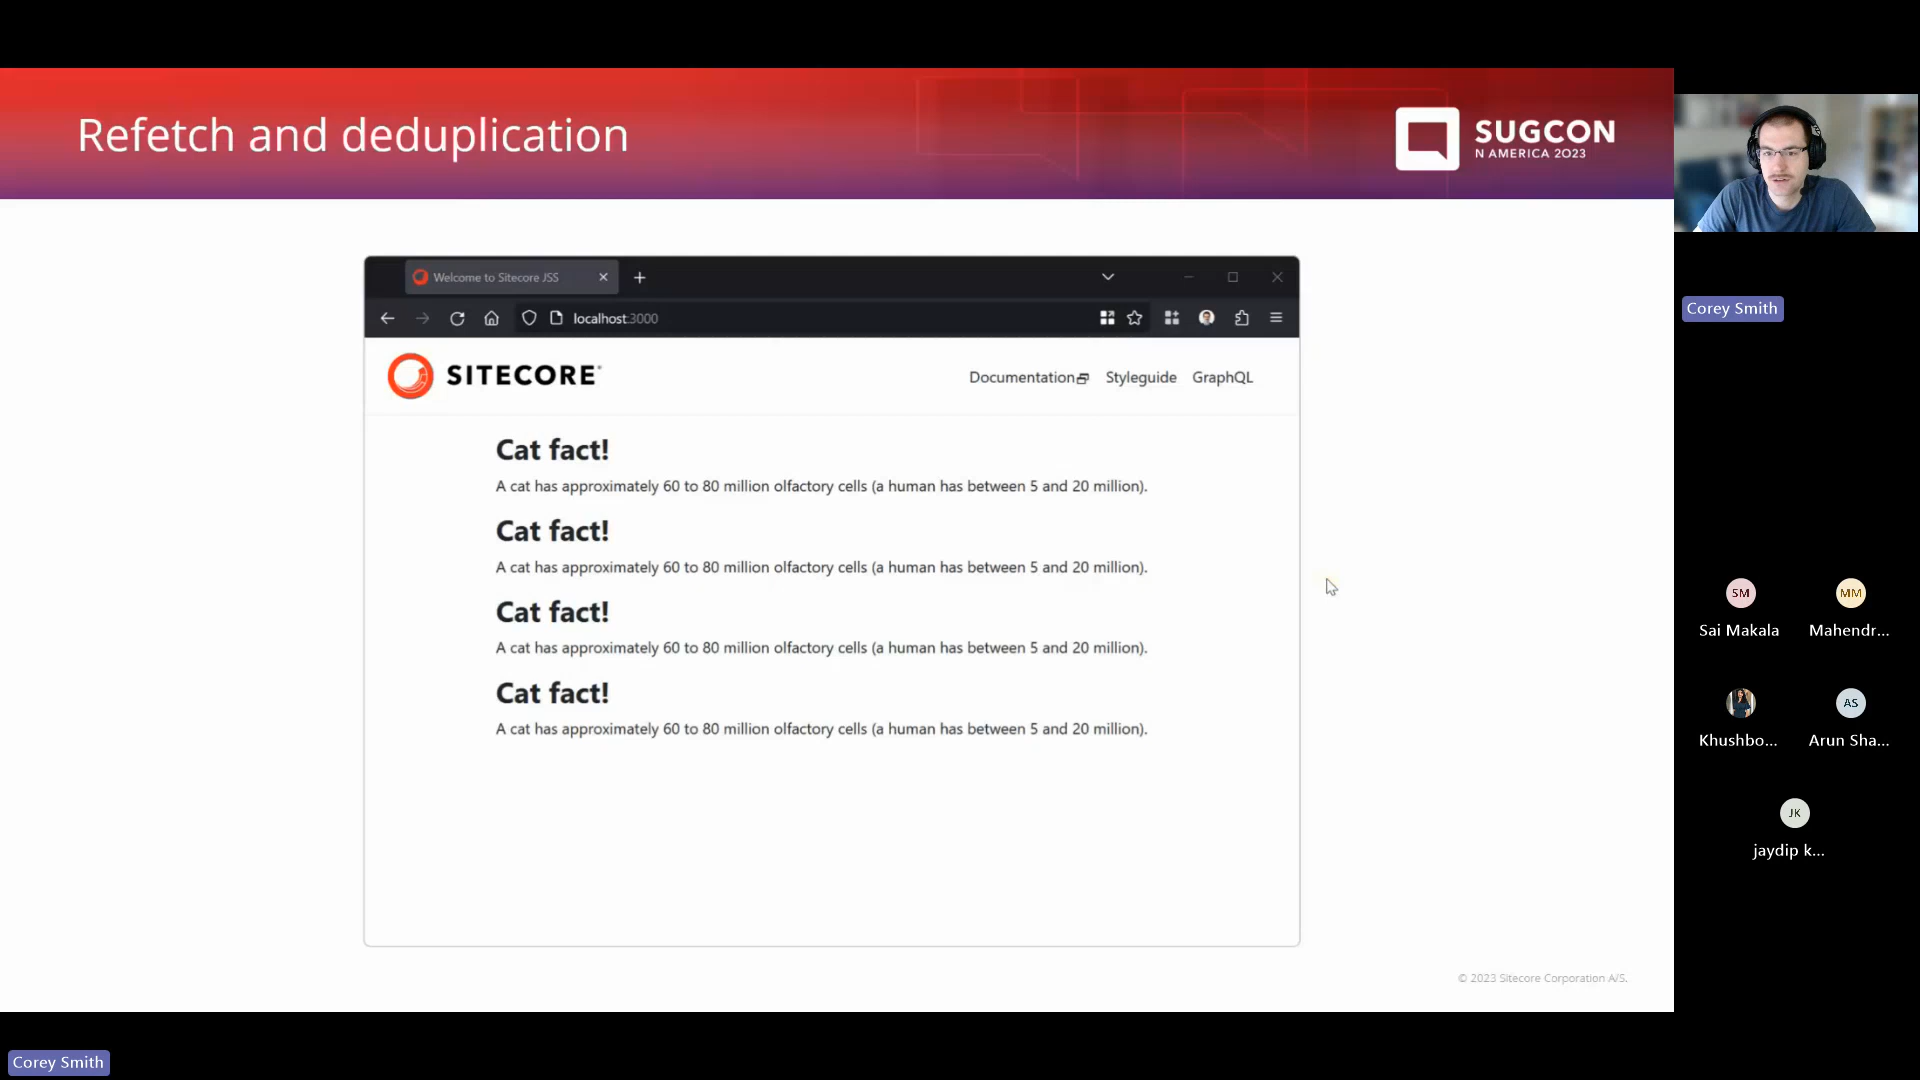 Refetch and deduplication
SUGCON
N AMERICA 2023
Welcome to Sitecore JSS
localhost:3000
SITECORE
Documentation Styleguide GraphQL
Cat fact!
A cat has approximately 60 to 80 million olfactory cells (a human has between 5 and 20 million).
Cat fact!
A cat has approximately 60 to 80 million olfactory cells (a human has between 5 and 20 million).
Cat fact!
A cat has approximately 60 to 80 million olfactory cells (a human has between 5 and 20 million).
Cat fact!
A cat has approximately 60 to 80 million olfactory cells (a human has between 5 and 20 million).
© 2023 Sitecore Corporation A/S.
Corey Smith
SM
MM
Sai Makala
Mahendr...
AS
Khushbo...
Arun Sha...
JK
jaydip k...
Corey Smith